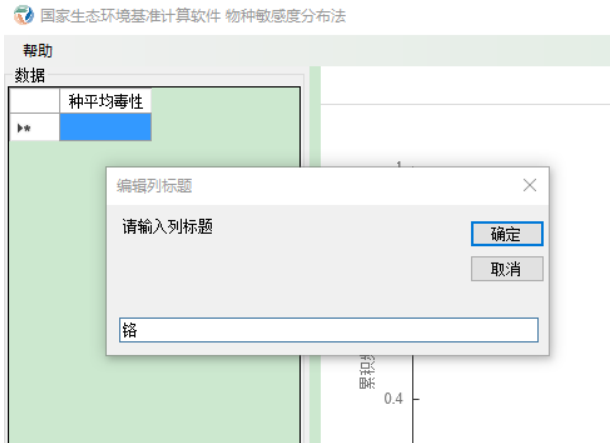 国家生态环境基准计算软件 物种敏感度分布法
帮助
数据
种平均毒性
编辑列标题
请输入列标题
确定
取消
铬
1
累积
0.4